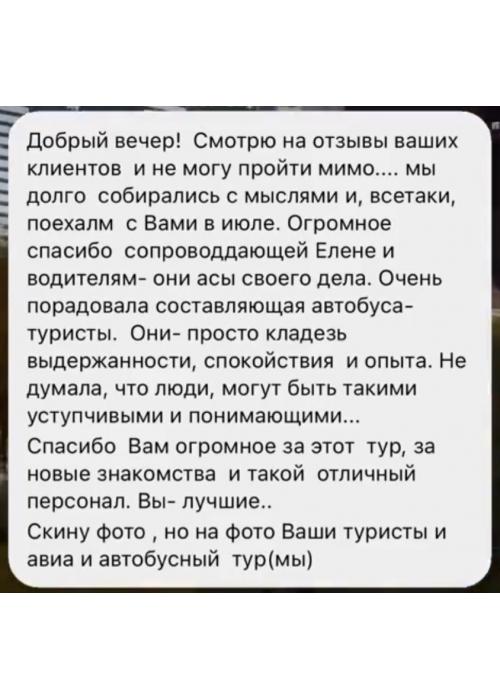 Добрый вечер!  Смотрю на отзывы ваших
клиентов  и не могу пройти мимо.... мы
долго  собирались с мыслями и, всетаки,
поехалм  с Вами в июле. Огромное
спасибо  сопроводдающей Елене и
водителям- они асы своего дела. Очень
порадовала составляющая автобуса-
туристы.  Они- просто кладезь
выдержанности, спокойствия  и опыта. Не
думала, что люди, могут быть такими
уступчивыми и понимающими...
Спасибо  Вам огромное за этот  тур, за
новые знакомства  и такой  отличный
персонал. Вы- лучшие..
Скину фото , но на фото Ваши туристы и
авиа и автобусный  тур(мы)